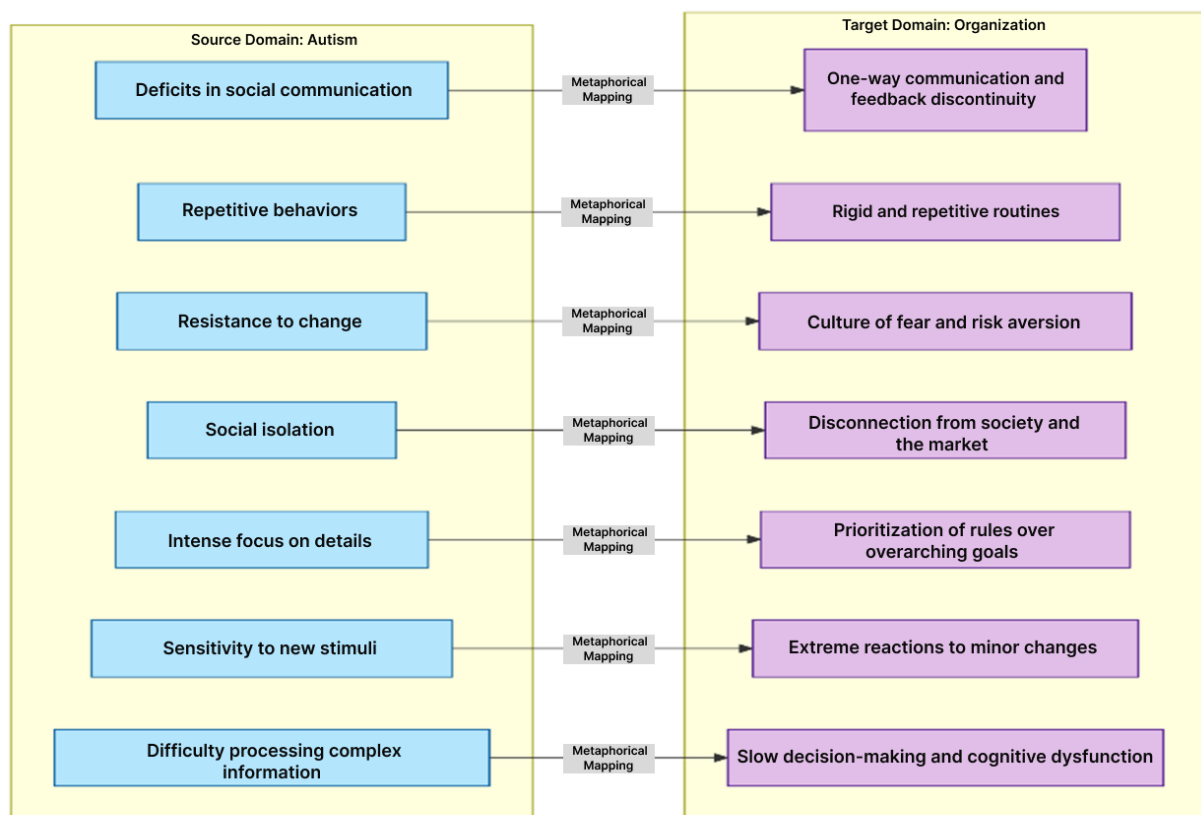 Source Domain: Autism
Target Domain: Organization
Deficits in social communication
Metaphorical
Mapping
One-way communication and
feedback discontinuity
Repetitive behaviors
Metaphorical
Mapping
Rigid and repetitive routines
Resistance to change
Metaphorical
Mapping
Culture of fear and risk aversion
Social isolation
Metaphorical
Mapping
Disconnection from society and
the market
Intense focus on details
Metaphorical
Mapping
Prioritization of rules over
overarching goals
Sensitivity to new stimuli
Metaphorical
Mapping
Extreme reactions to minor changes
Difficulty processing complex
information
Metaphorical
Mapping
Slow decision-making and cognitive dysfunction